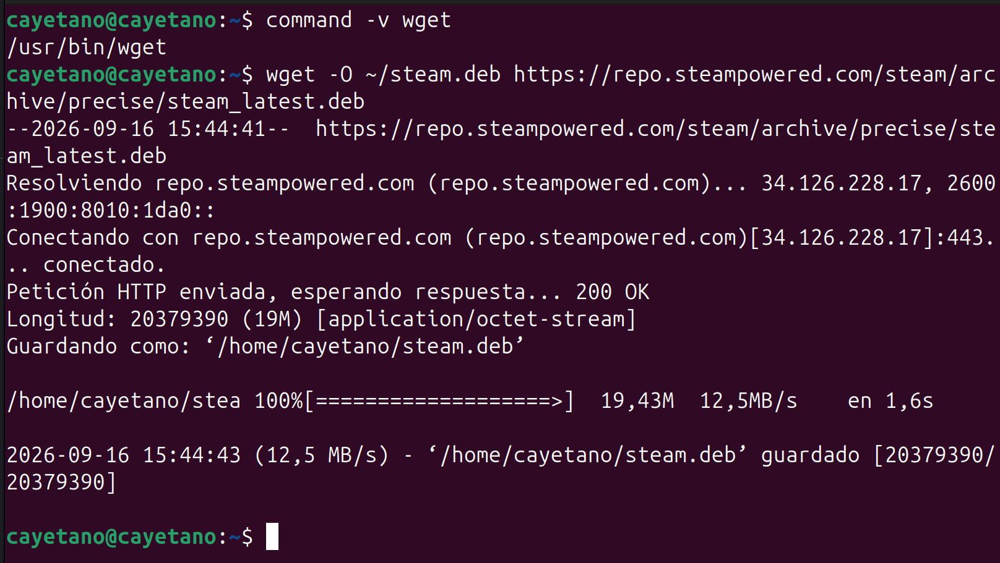 cayetano@cayetano:~$ command -v wget
/usr/bin/wget
cayetano@cayetano:~$ wget -O ~/steam.deb https://repo.steampowered.com/steam/arc
hive/precise/steam_latest.deb
--2026-09-16 15:44:41--  https://repo.steampowered.com/steam/archive/precise/ste
am_latest.deb
Resolviendo repo.steampowered.com (repo.steampowered.com)... 34.126.228.17, 2600
:1900:8010:1da0::
Conectando con repo.steampowered.com (repo.steampowered.com)[34.126.228.17]:443.
.. conectado.
Petición HTTP enviada, esperando respuesta... 200 OK
Longitud: 20379390 (19M) [application/octet-stream]
Guardando como: ‘/home/cayetano/steam.deb’
/home/cayetano/stea 100%[===================>]  19,43M  12,5MB/s    en 1,6s
2026-09-16 15:44:43 (12,5 MB/s) - ‘/home/cayetano/steam.deb’ guardado [20379390/
20379390]
cayetano@cayetano:~$